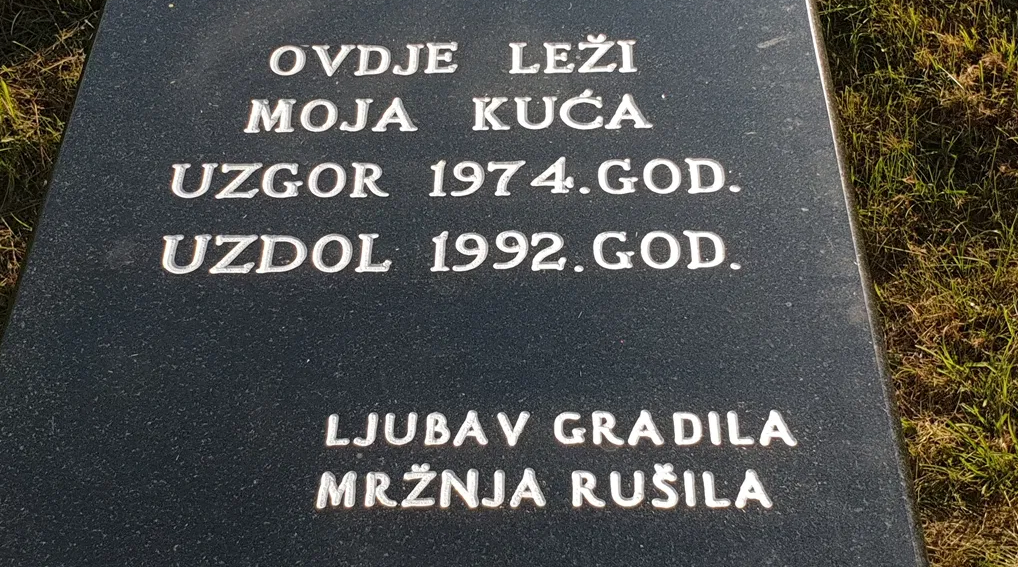 OVDJE LEŽI
MOJA KUĆA
UZGOR 1974.GOD.
UZDOL 1992.GOD.
LJUBAV GRADILA
MRŽNJA RUŠILA